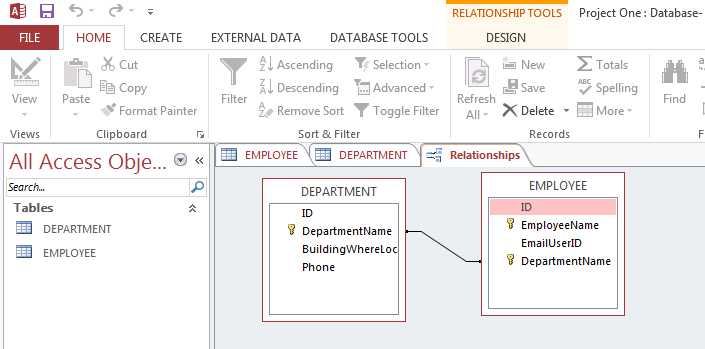 RELATIONSHIP TOOLS Project One : Database-
FILE HOME CREATE EXTERNAL DATA DATABASE TOOLS DESIGN
View Paste Cut Copy Format Painter
Filter Ascending Descending Remove Sort Selection Advanced Toggle Filter
Refresh All New Save Delete Totals Spelling More Find
Views Clipboard Sort & Filter Records F
All Access Obje...
Search...
Tables
DEPARTMENT
EMPLOYEE
EMPLOYEE DEPARTMENT Relationships
DEPARTMENT
ID
DepartmentName
BuildingWhereLoc
Phone
EMPLOYEE
ID
EmployeeName
EmailUserID
DepartmentName